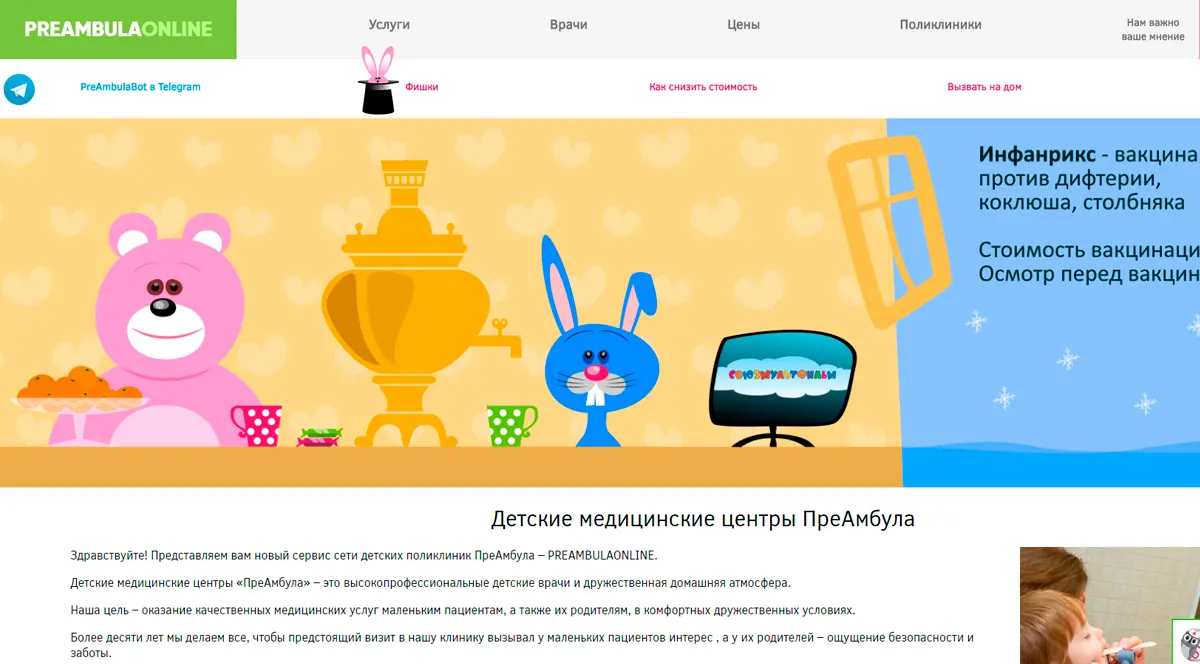 PREAMBULAONLINE
Услуги
Врачи
Цены
Поликлиники
Нам важно
ваше мнение
PreAmbulaBot в Telegram
Фишки
Как снизить стоимость
Вызвать на дом
Инфанрикс - вакцина
против дифтерии,
коклюша, столбняка
Стоимость вакцинаци
Осмотр перед вакцин
СОЮЗМУЛЬТФИЛЬМ
Детские медицинские центры ПреАмбула
Здравствуйте! Представляем вам новый сервис сети детских поликлиник ПреАмбула – PREAMBULAONLINE.
Детские медицинские центры «ПреАмбула» – это высокопрофессиональные детские врачи и дружественная домашняя атмосфера.
Наша цель – оказание качественных медицинских услуг маленьким пациентам, а также их родителям, в комфортных дружественных условиях.
Более десяти лет мы делаем все, чтобы предстоящий визит в нашу клинику вызывал у маленьких пациентов интерес , а у их родителей – ощущение безопасности и
заботы.